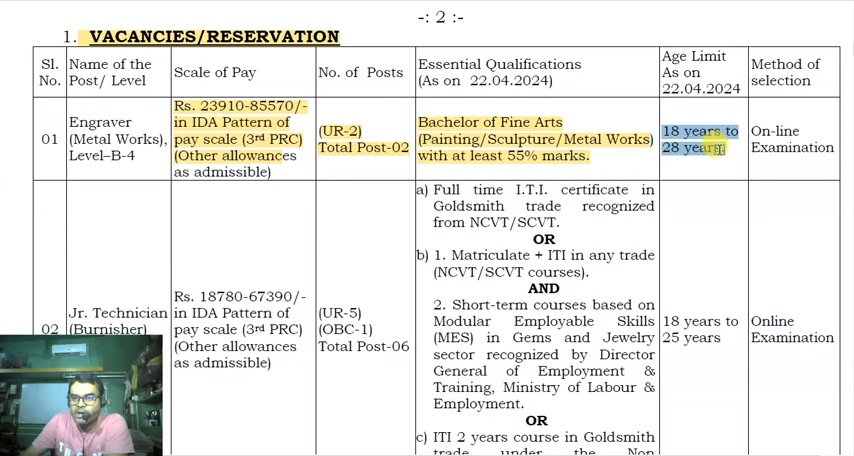 -: 2 :-
1. VACANCIES/RESERVATION
Sl. No.
Name of the Post/ Level
Scale of Pay
No. of Posts
Essential Qualifications
(As on 22.04.2024)
Age Limit
As on
22.04.2024
Method of
selection
01
Engraver
(Metal Works),
Level–B-4
Rs. 23910-85570/-
in IDA Pattern of
pay scale (3rd PRC)
(Other allowances
as admissible)
(UR-2)
Total Post-02
Bachelor of Fine Arts
(Painting/Sculpture/Metal Works)
with at least 55% marks.
18 years to
28 years.
On-line
Examination
02
Jr. Technician
(Burnisher)
Rs. 18780-67390/-
in IDA Pattern of
pay scale (3rd PRC)
(Other allowances
as admissible)
(UR-5)
(OBC-1)
Total Post-06
a) Full time I.T.I. certificate in
Goldsmith trade recognized
from NCVT/SCVT.
OR
b) 1. Matriculate + ITI in any trade
(NCVT/SCVT courses).
AND
2. Short-term courses based on
Modular Employable Skills
(MES) in Gems and Jewelry
sector recognized by Director
General of Employment &
Training, Ministry of Labour &
Employment.
OR
c) ITI 2 years course in Goldsmith
trade under the Non
18 years to
25 years
Online
Examination